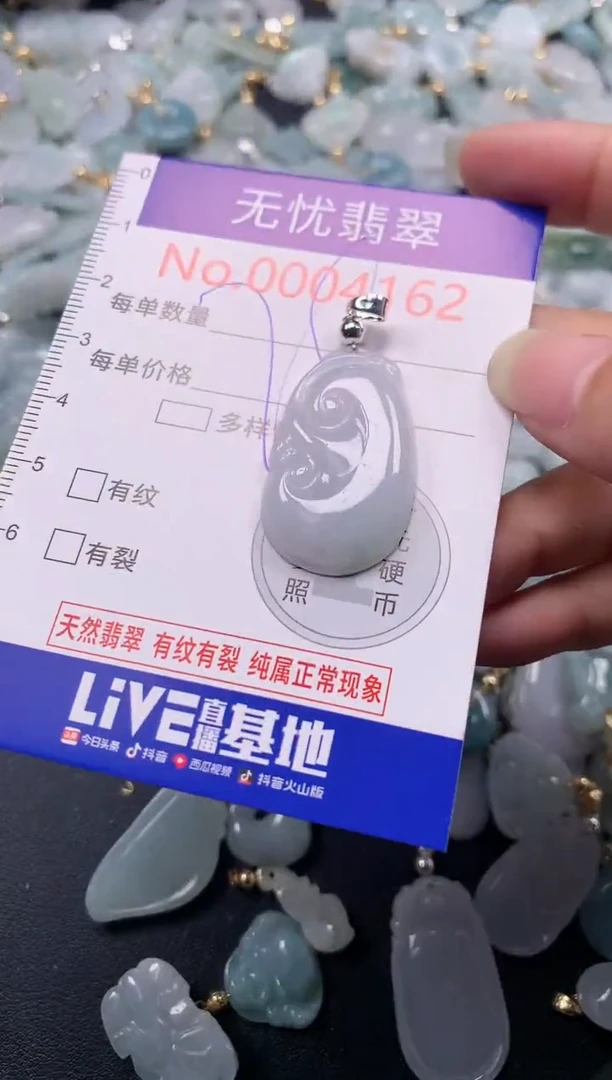 无忧翡翠
No.0004162
每单数量
每单价格
多样
有纹
有裂
硬
照 币
天然翡翠 有纹有裂 纯属正常现象
LiVE直播基地
今日头条 抖音 西瓜视频 抖音火山版
0
1
2
3
4
5
6